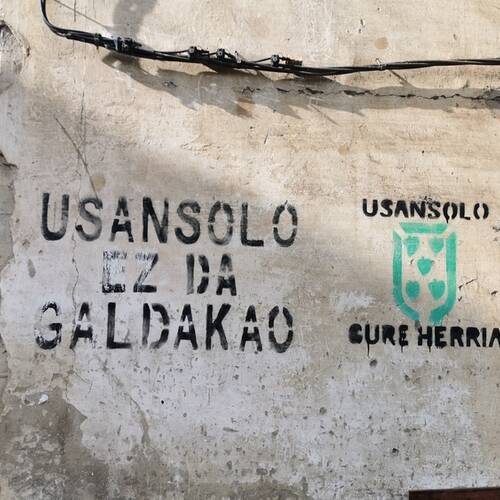 USANSOLO
EZ DA
GALDAKAO
USANSOLO
GURE HERRIA